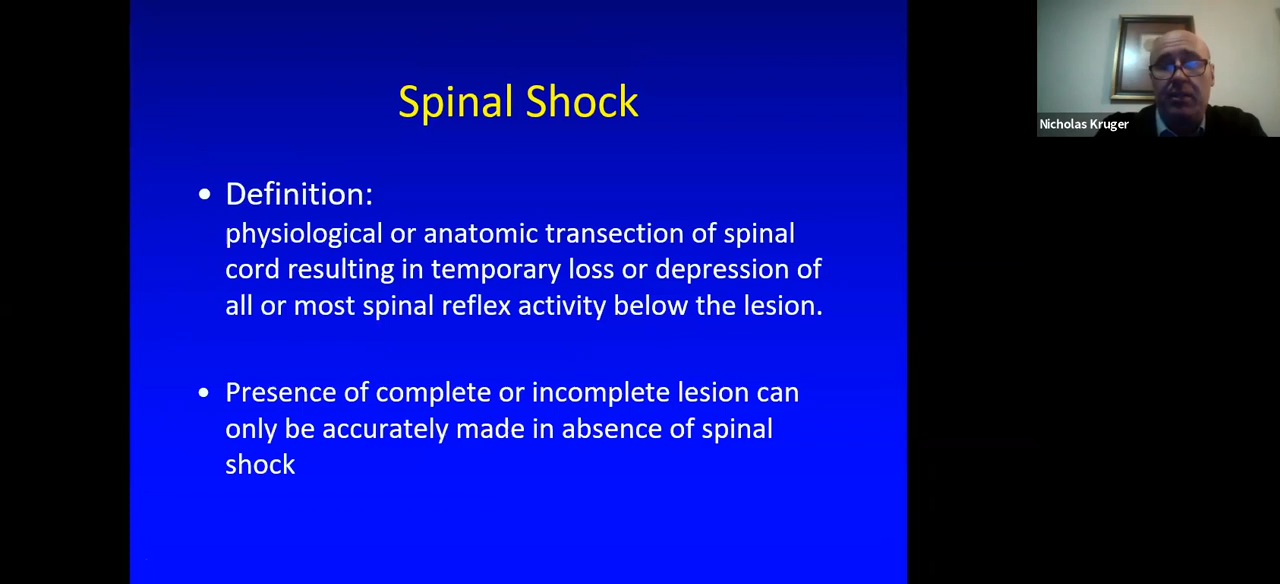 Spinal Shock
• Definition:
physiological or anatomic transection of spinal
cord resulting in temporary loss or depression of
all or most spinal reflex activity below the lesion.
• Presence of complete or incomplete lesion can
only be accurately made in absence of spinal
shock
Nicholas Kruger